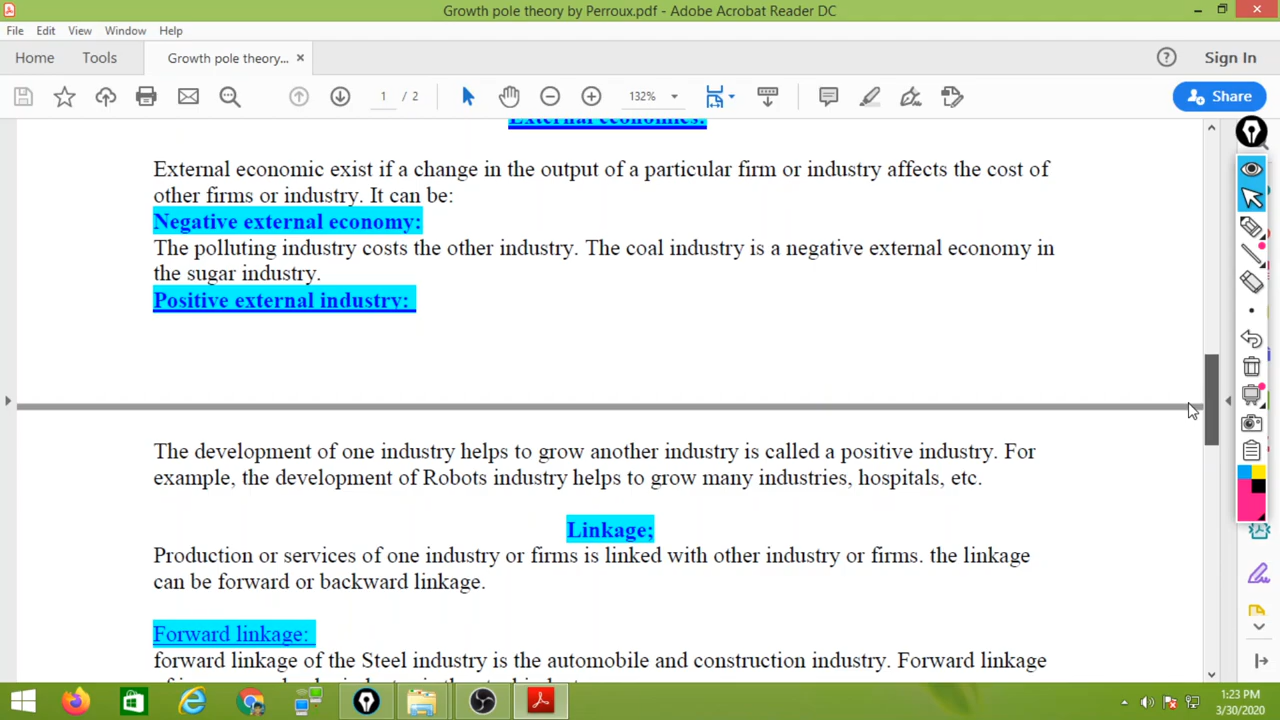 Growth pole theory by Perroux.pdf - Adobe Acrobat Reader DC
File Edit View Window Help
Home Tools Growth pole theory... × Sign In
1 / 2 132% Share
External economies:
External economic exist if a change in the output of a particular firm or industry affects the cost of
other firms or industry. It can be:
Negative external economy:
The polluting industry costs the other industry. The coal industry is a negative external economy in
the sugar industry.
Positive external industry:
The development of one industry helps to grow another industry is called a positive industry. For
example, the development of Robots industry helps to grow many industries, hospitals, etc.
Linkage;
Production or services of one industry or firms is linked with other industry or firms. the linkage
can be forward or backward linkage.
Forward linkage:
forward linkage of the Steel industry is the automobile and construction industry. Forward linkage
1:23 PM
3/30/2020